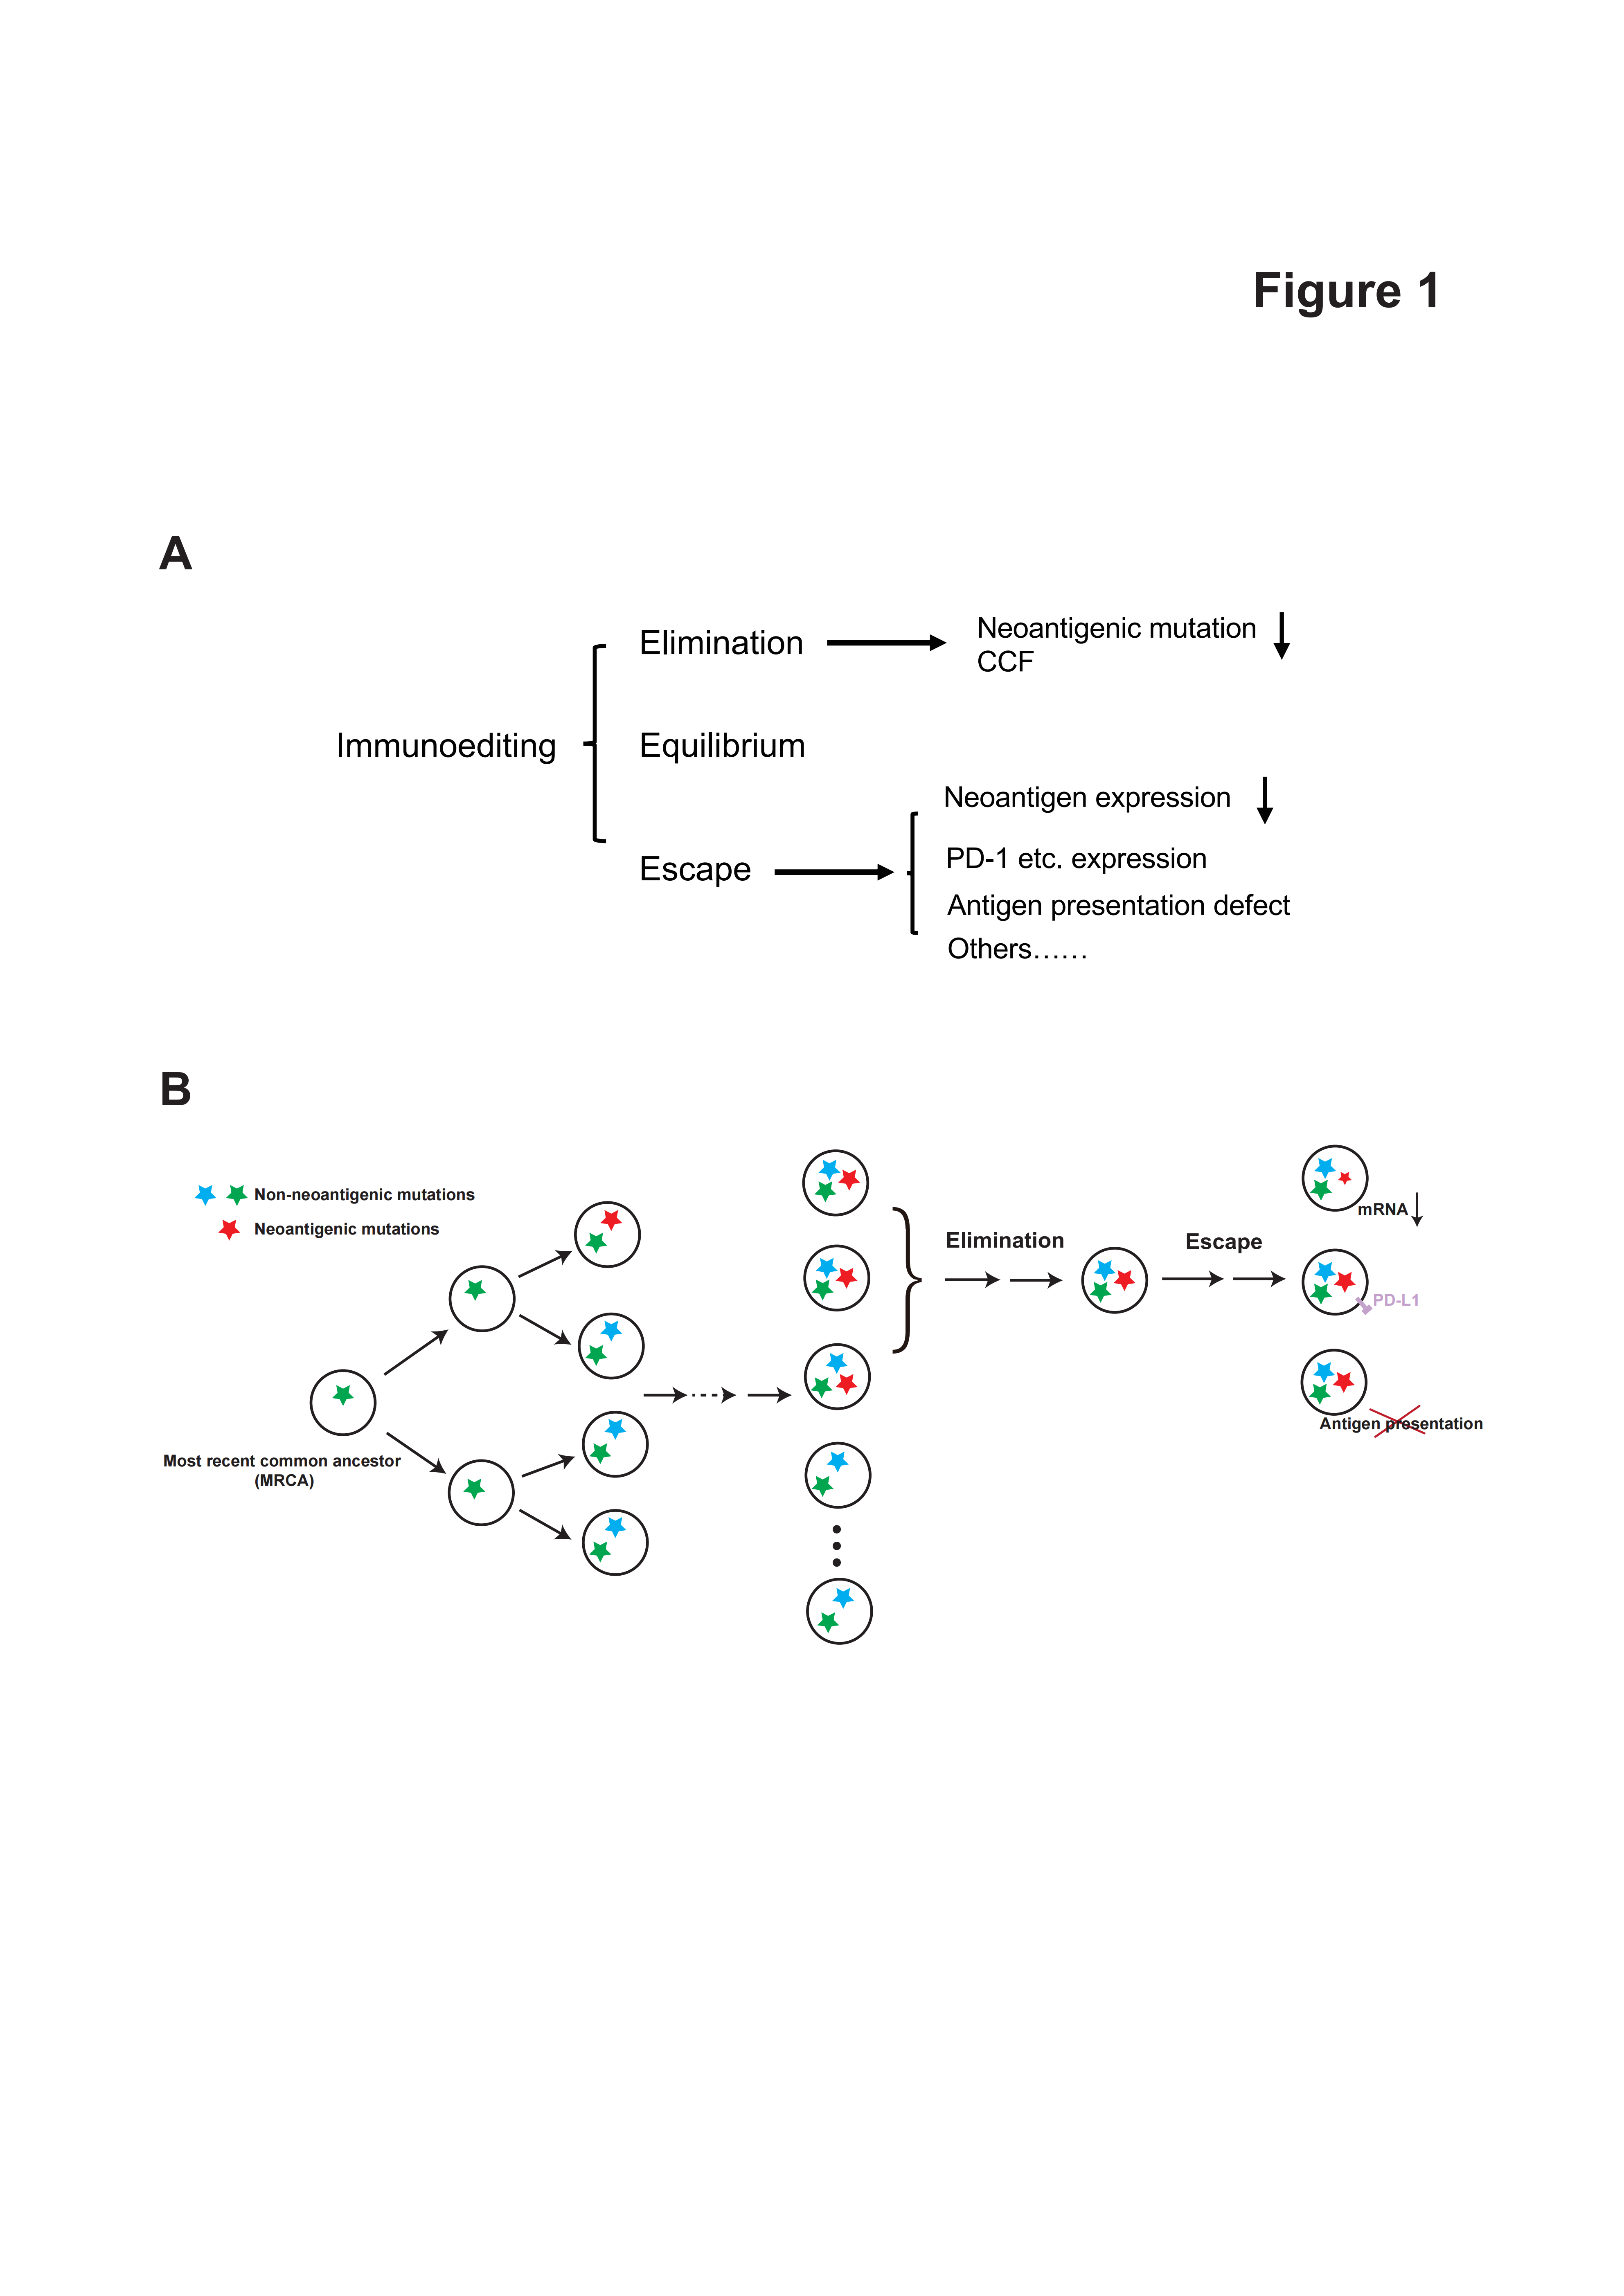 Figure 1
A
Immunoediting
Elimination
Neoantigenic mutation
CCF
Equilibrium
Escape
Neoantigen expression
PD-1 etc. expression
Antigen presentation defect
Others……
B
Non-neoantigenic mutations
Neoantigenic mutations
Most recent common ancestor
(MRCA)
Elimination
Escape
mRNA
PD-L1
Antigen presentation